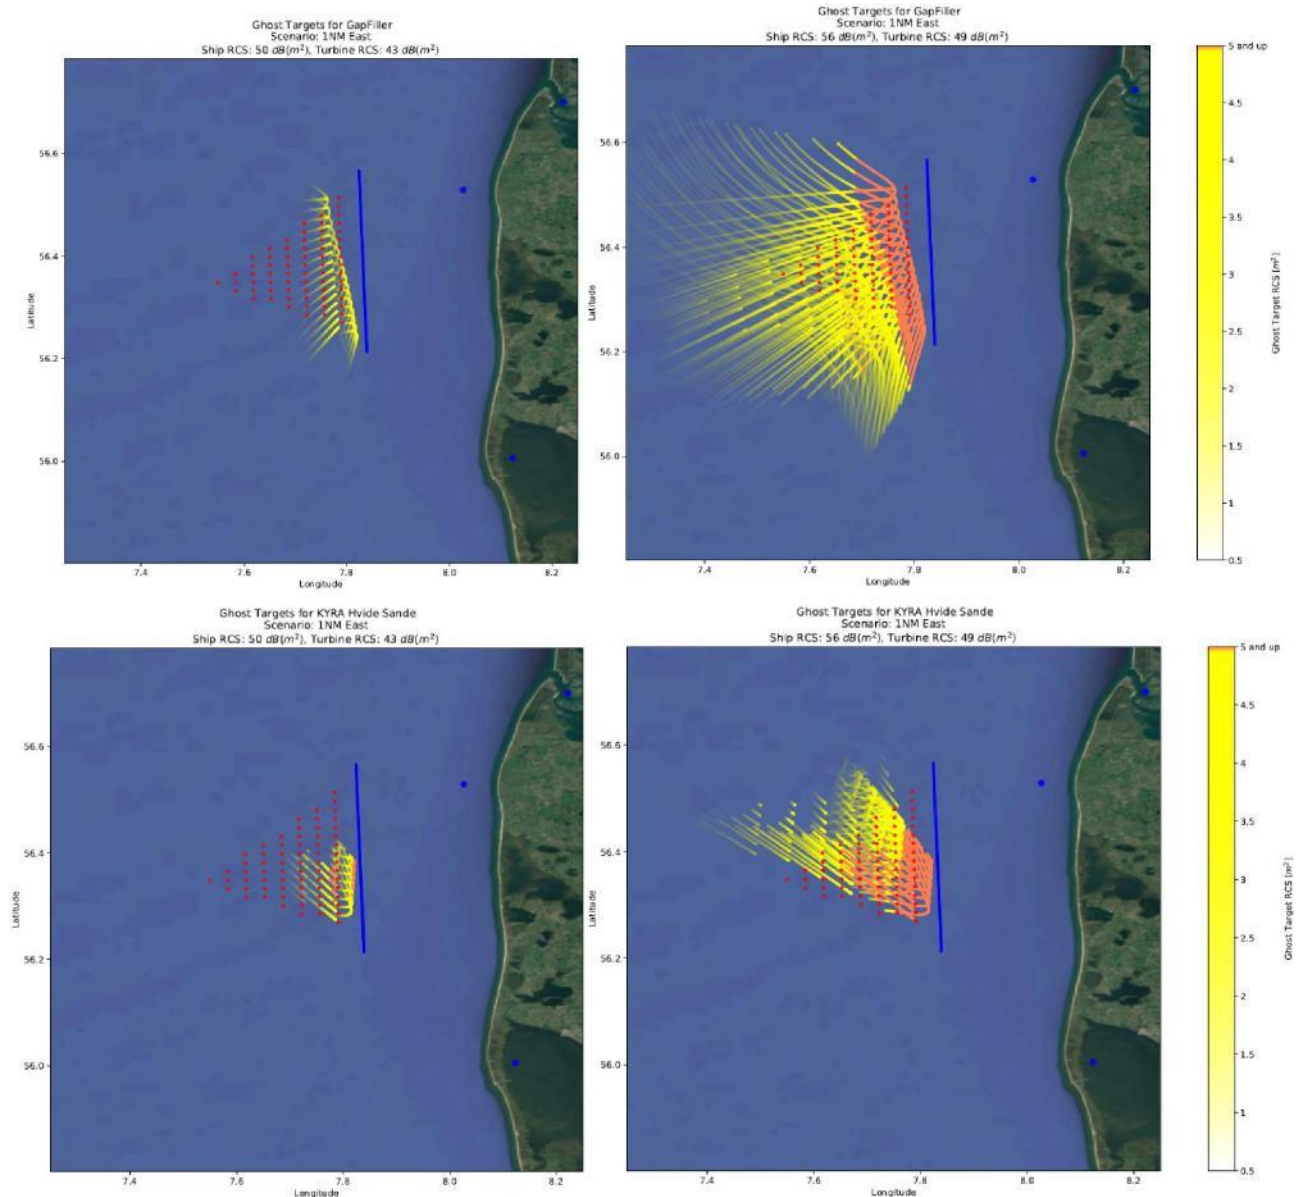 Ghost Targets for GapFiller
Scenario: 1NM East
Ship RCS: 50 dB(m²), Turbine RCS: 43 dB(m²)
56.6
56.4
56.2
56.0
Latitude
7.4
7.6
7.8
8.0
8.2
Longitude
Ghost Targets for GapFiller
Scenario: 1NM East
Ship RCS: 56 dB(m²), Turbine RCS: 49 dB(m²)
56.6
56.4
56.2
56.0
Latitude
7.4
7.6
7.8
8.0
8.2
Longitude
5 and up
4.5
4
3.5
3
2.5
2
1.5
1
0.5
Ghost Target RCS [m²]
Ghost Targets for KYRA Hvide Sande
Scenario: 1NM East
Ship RCS: 50 dB(m²), Turbine RCS: 43 dB(m²)
56.6
56.4
56.2
56.0
Latitude
7.4
7.6
7.8
8.0
8.2
Longitude
Ghost Targets for KYRA Hvide Sande
Scenario: 1NM East
Ship RCS: 56 dB(m²), Turbine RCS: 49 dB(m²)
56.6
56.4
56.2
56.0
Latitude
7.4
7.6
7.8
8.0
8.2
Longitude
5 and up
4.5
4
3.5
3
2.5
2
1.5
1
0.5
Ghost Target RCS [m²]